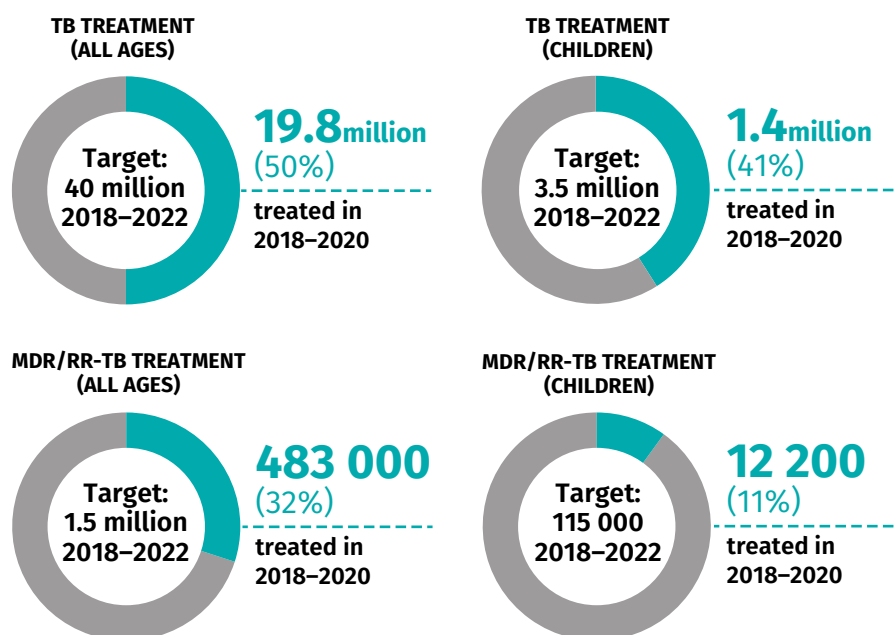 TB TREATMENT
(ALL AGES)
Target:
40 million
2018–2022
19.8million
(50%)
treated in
2018–2020
TB TREATMENT
(CHILDREN)
Target:
3.5 million
2018–2022
1.4million
(41%)
treated in
2018–2020
MDR/RR-TB TREATMENT
(ALL AGES)
Target:
1.5 million
2018–2022
483 000
(32%)
treated in
2018–2020
MDR/RR-TB TREATMENT
(CHILDREN)
Target:
115 000
2018–2022
12 200
(11%)
treated in
2018–2020